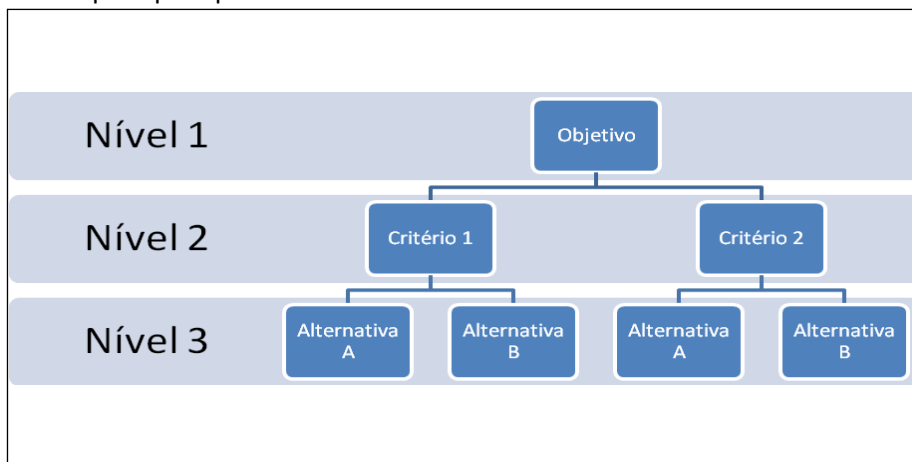 Nível 1
Objetivo
Nível 2
Critério 1
Critério 2
Nível 3
Alternativa
A
Alternativa
B
Alternativa
A
Alternativa
B